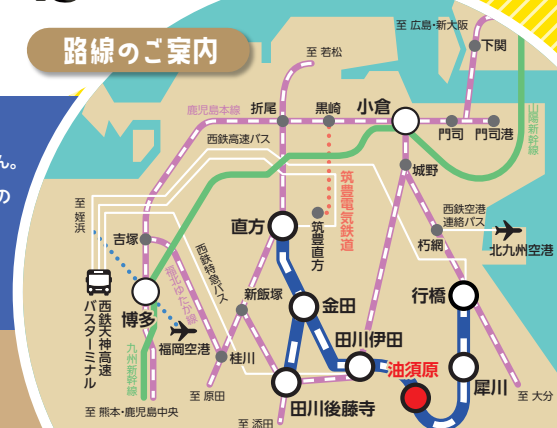 路線のご案内
ん。
の
至 広島・新大阪
下関
至 若松
鹿児島本線
折尾
黒崎
小倉
門司
門司港
山陽新幹線
西鉄高速バス
城野
筑豊電気鉄道
西鉄空港
連絡バス
北九州空港
朽網
至 姪浜
吉塚
直方
筑豊直方
西鉄特急バス
福北ゆたか線
新飯塚
金田
行橋
西鉄天神高速
バスターミナル
博多
福岡空港
九州新幹線
桂川
田川伊田
油須原
犀川
至 原田
田川後藤寺
至 大分
至 熊本・鹿児島中央
至 添田